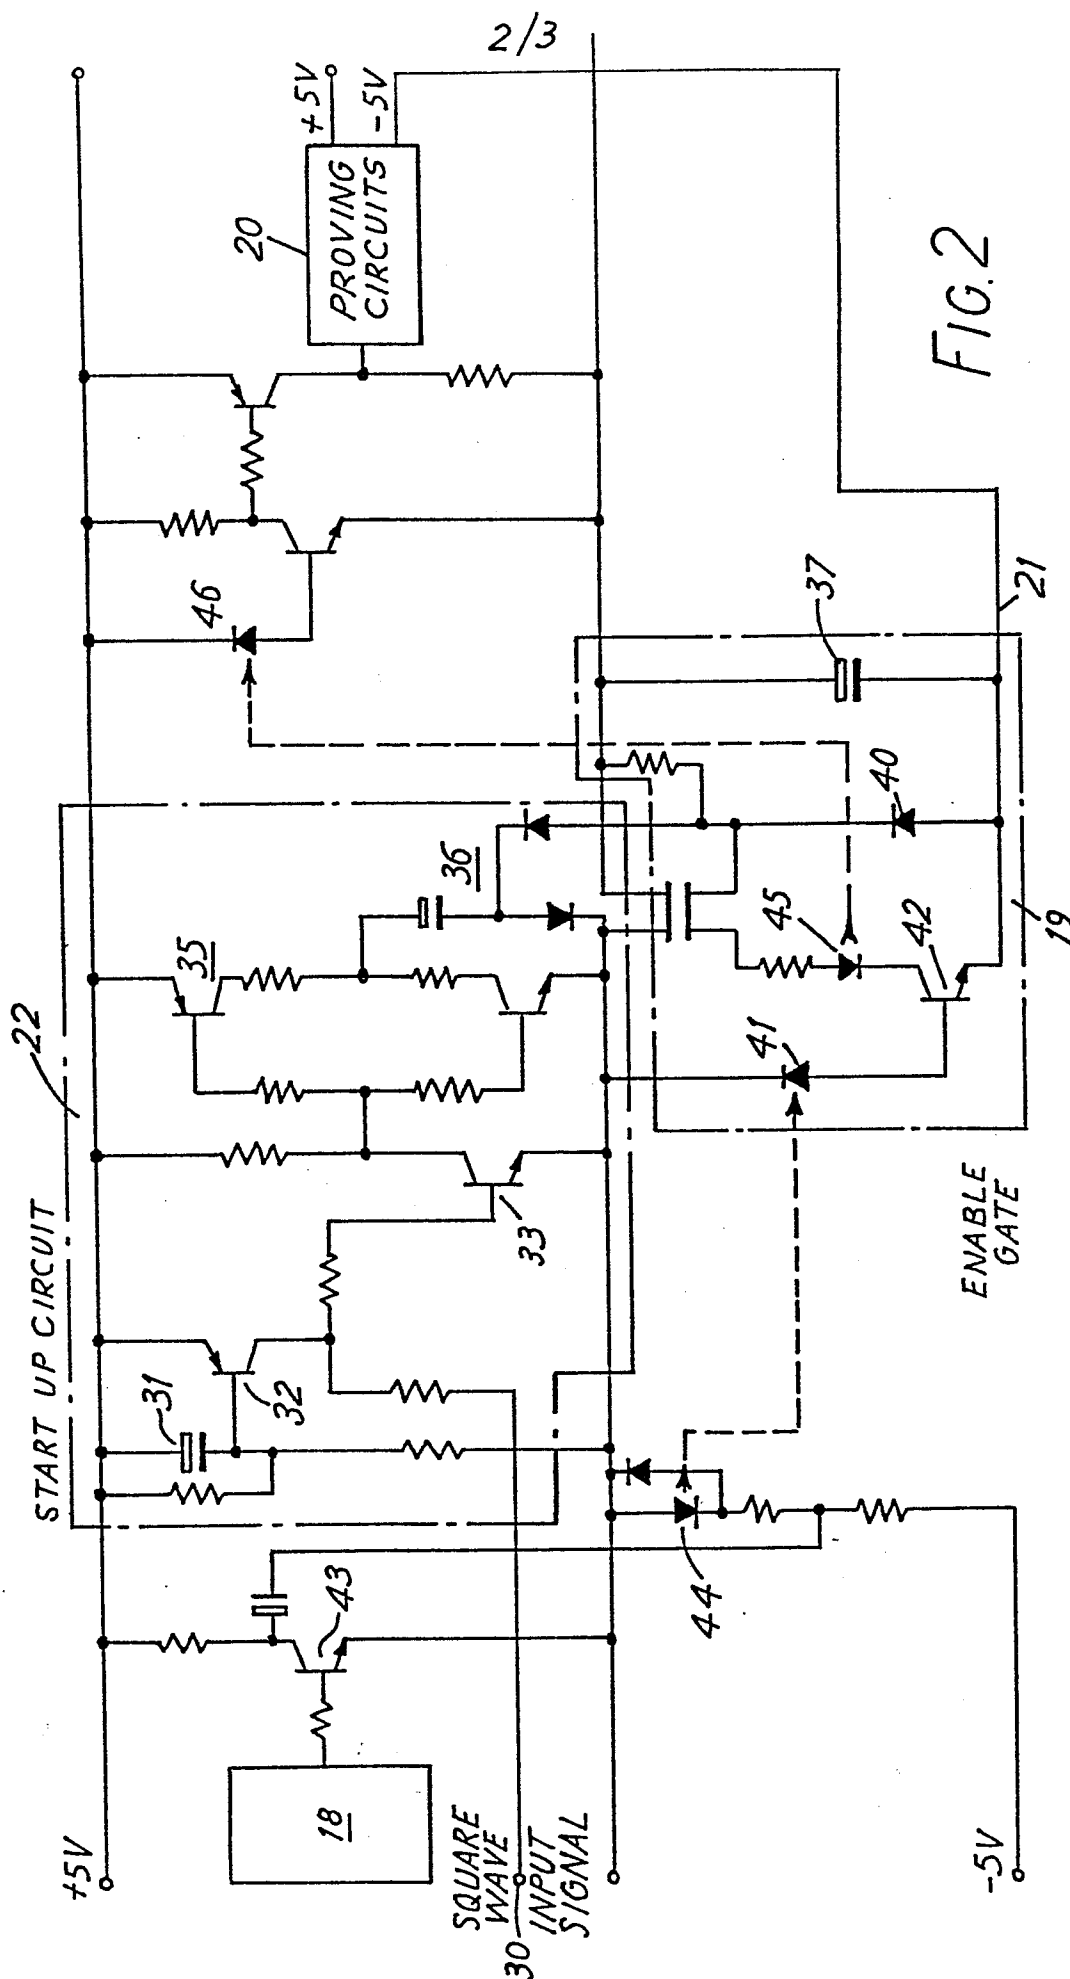 2/3
START UP CIRCUIT
22
+5V
18
43
31
32
33
35
36
46
20
PROVING
CIRCUITS
+5V
-5V
SQUARE
WAVE
30
INPUT
SIGNAL
44
41
45
42
40
37
21
19
ENABLE
GATE
-5V
FIG. 2